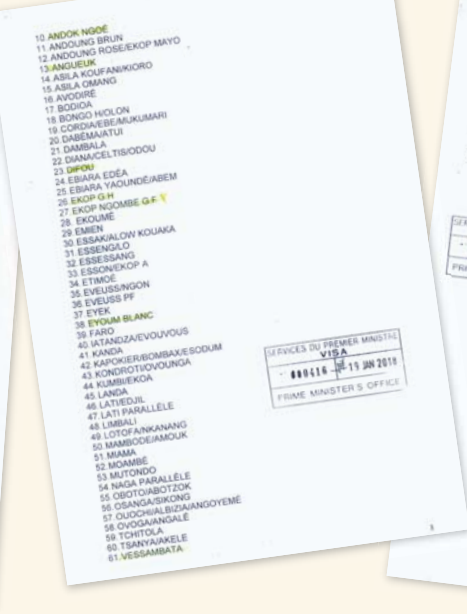 10. ANDOK NGOÉ
11. ANDOUNG BRUN
12. ANDOUNG ROSE/EKOP MAYO
13. ANGUEUK
14. ASILA KOUFANI/KIORO
15. ASILA OMANG
16. AVODIRÉ
17. BODIOA
18. BONGO H/OLON
19. CORDIA/EBE/MUKUMARI
20. DABÉMA/ATUI
21. DAMBALA
22. DIANA/CELTIS/ODOU
23. DIFOU
24. EBIARA EDÉA
25. EBIARA YAOUNDÉ/ABEM
26. EKOP G.H
27. EKOP NGOMBE G.F
28. EKOUMÉ
29. EMIEN
30. ESSAK/ALOW KOUAKA
31. ESSENG/LO
32. ESSESSANG
33. ESSON/EKOP A
34. ETIMOÉ
35. EVEUSS/NGON
36. EVEUSS PF
37. EYEK
38. EYOUM BLANC
39. FARO
40. IATANDZA/EVOUVOUS
41. KANDA
42. KAPOKIER/BOMBAX/ESODUM
43. KONDROTI/OVOUNGA
44. KUMBI/EKOA
45. LANDA
46. LATI/EDJIL
47. LATI PARALLÈLE
48. LIMBALI
49. LOTOFA/NKANANG
50. MAMBODE/AMOUK
51. MIAMA
52. MOAMBÉ
53. MUTONDO
54. NAGA PARALLÈLE
55. OBOTO/ABOTZOK
56. OSANGA/SIKONG
57. OUOCHI/ALBIZIA/ANGOYEMÉ
58. OVOGA/ANGALÉ
59. TCHITOLA
60. TSANYA/AKELE
61. VESSAMBATA
SERVICES DU PREMIER MINISTRE
VISA
000416 - 19 JAN 2018
PRIME MINISTER'S OFFICE